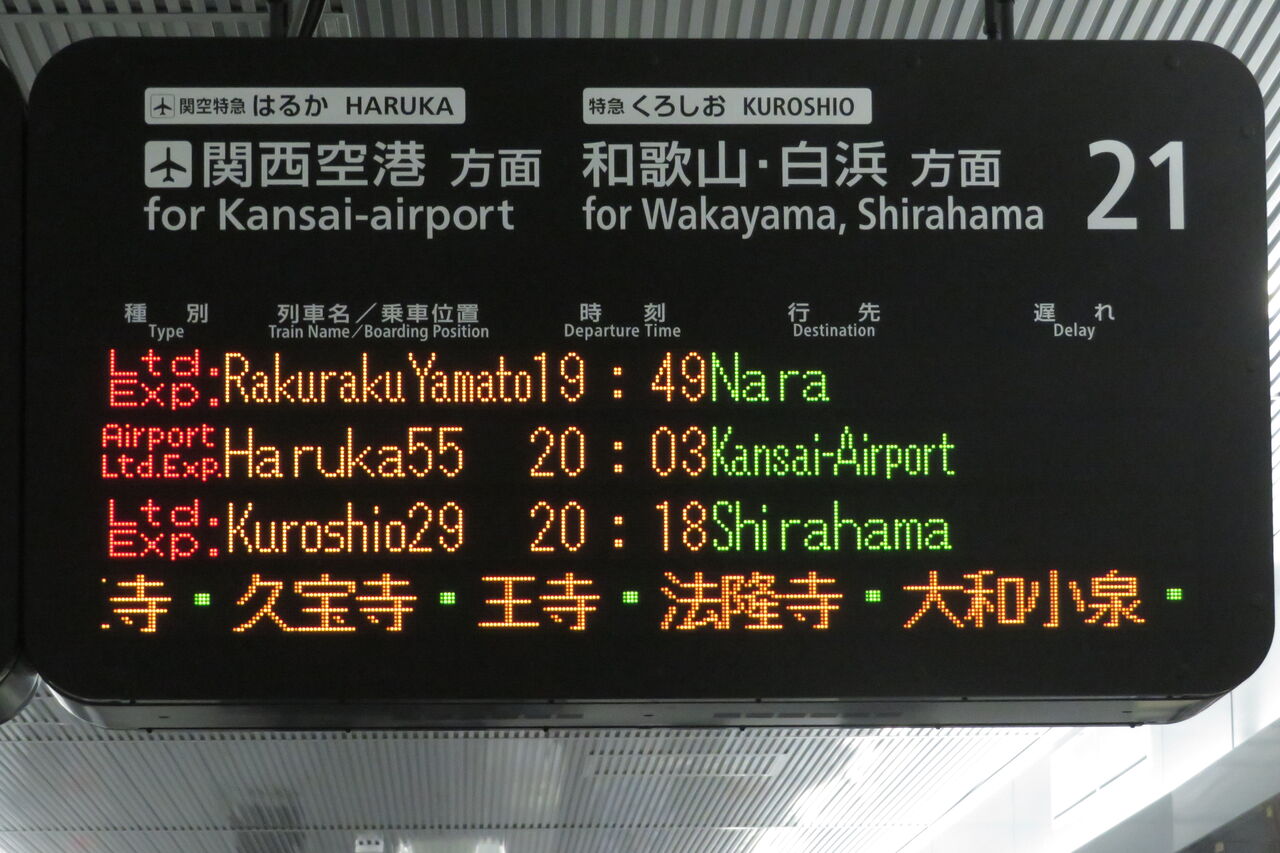 関空特急 はるか HARUKA
関西空港 方面
for Kansai-airport
特急 くろしお KUROSHIO
和歌山・白浜 方面
for Wakayama, Shirahama
21
種別 列車名／乗車位置 時刻 行先 遅れ
Type Train Name／Boarding Position Departure Time Destination Delay
Ltd. Exp. Rakuraku Yamato 19:49 Nara
Airport Ltd.Exp. Haruka55 20:03 Kansai-Airport
Ltd. Exp. Kuroshio29 20:18 Shirahama
寺 ▪ 久宝寺 ▪ 王寺 ▪ 法隆寺 ▪ 大和小泉 ▪